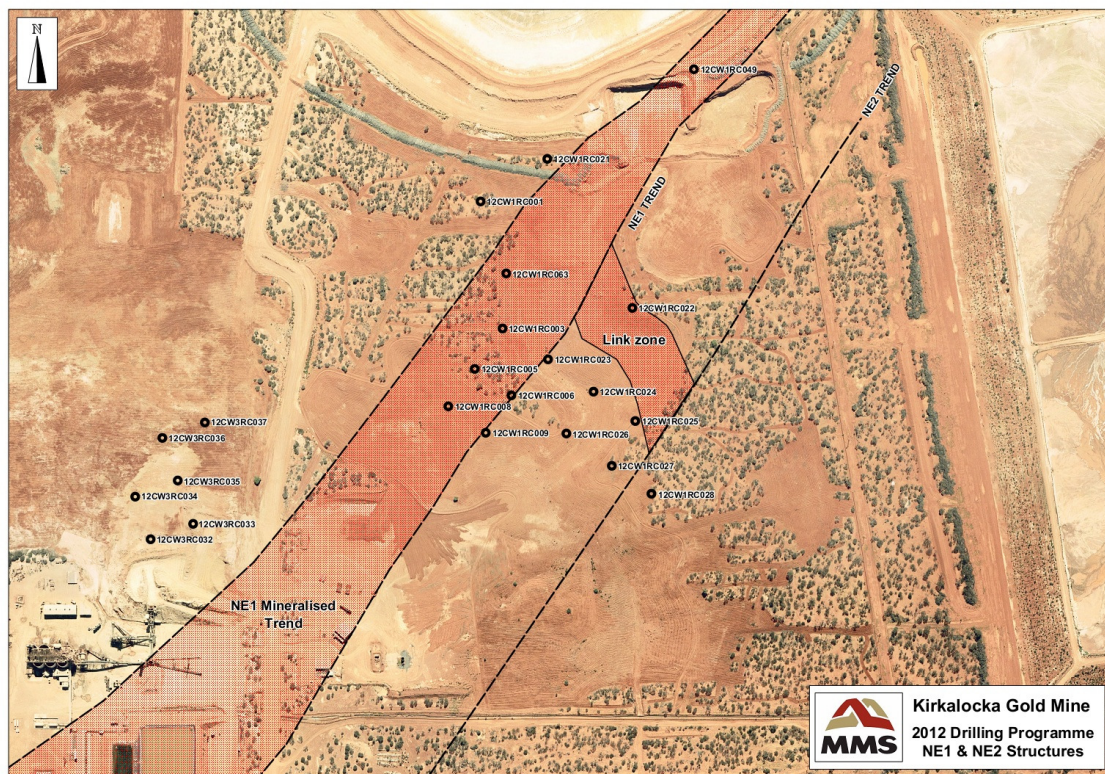 N
12CW1RC049
NE2 TREND
12CW1RC021
NE1 TREND
12CW1RC001
12CW1RC063
12CW1RC022
12CW1RC003
Link zone
12CW1RC023
12CW1RC005
12CW1RC024
12CW1RC006
12CW1RC008
12CW3RC037
12CW1RC025
12CW1RC009
12CW1RC026
12CW3RC036
12CW1RC027
12CW3RC035
12CW1RC028
12CW3RC034
12CW3RC033
12CW3RC032
NE1 Mineralised
Trend
MMS
Kirkalocka Gold Mine
2012 Drilling Programme
NE1 & NE2 Structures